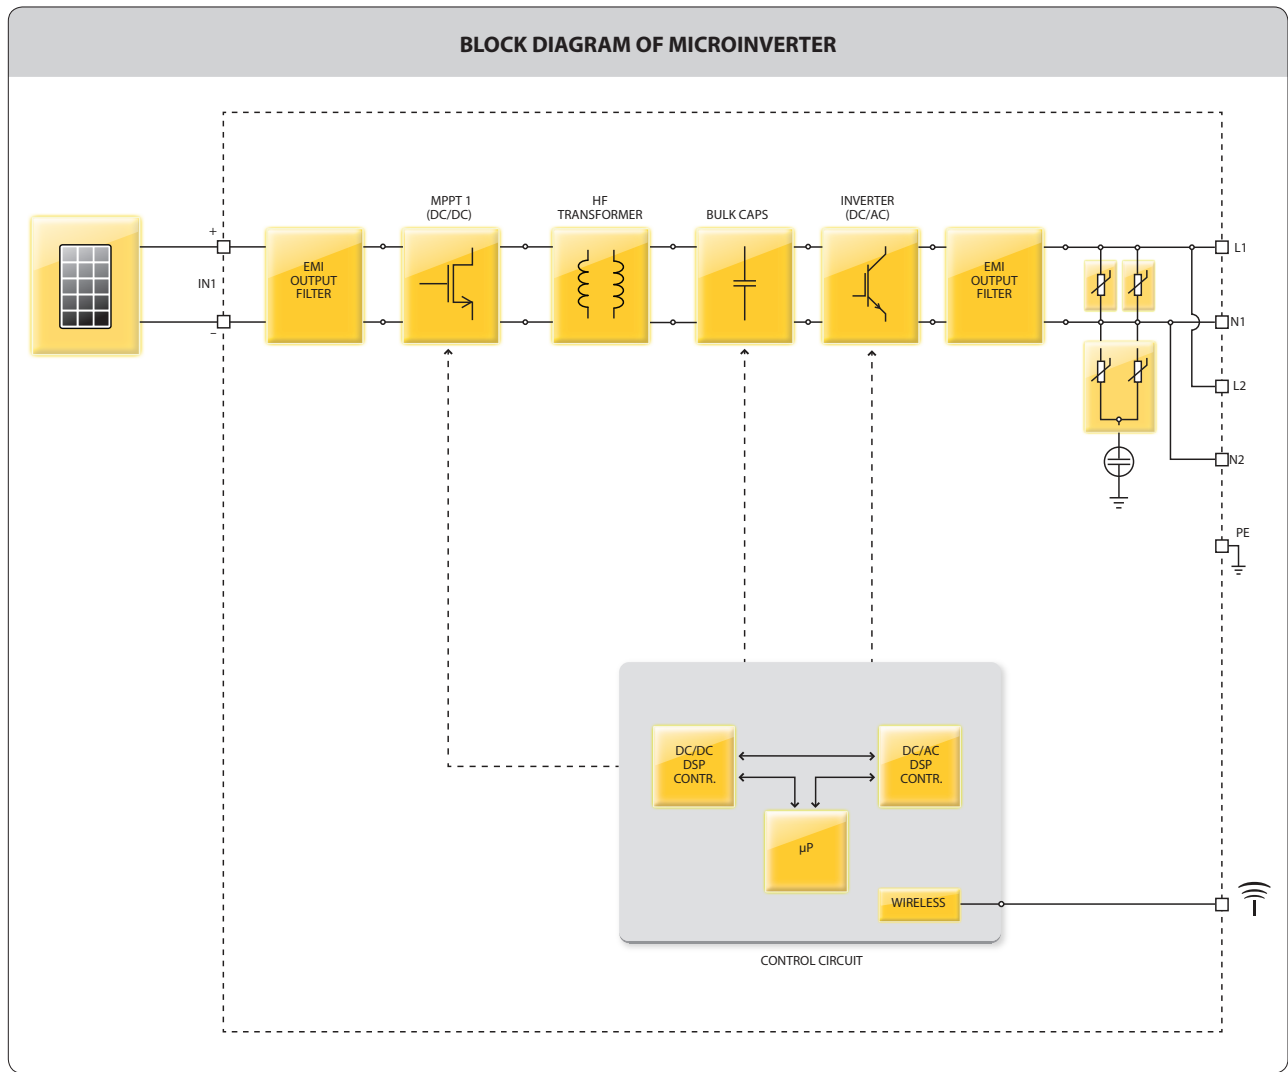 BLOCK DIAGRAM OF MICROINVERTER
MPPT 1
(DC/DC)
HF
TRANSFORMER
BULK CAPS
INVERTER
(DC/AC)
+
IN1
–
EMI
OUTPUT
FILTER
EMI
OUTPUT
FILTER
L1
N1
L2
N2
PE
DC/DC
DSP
CONTR.
DC/AC
DSP
CONTR.
µP
WIRELESS
CONTROL CIRCUIT